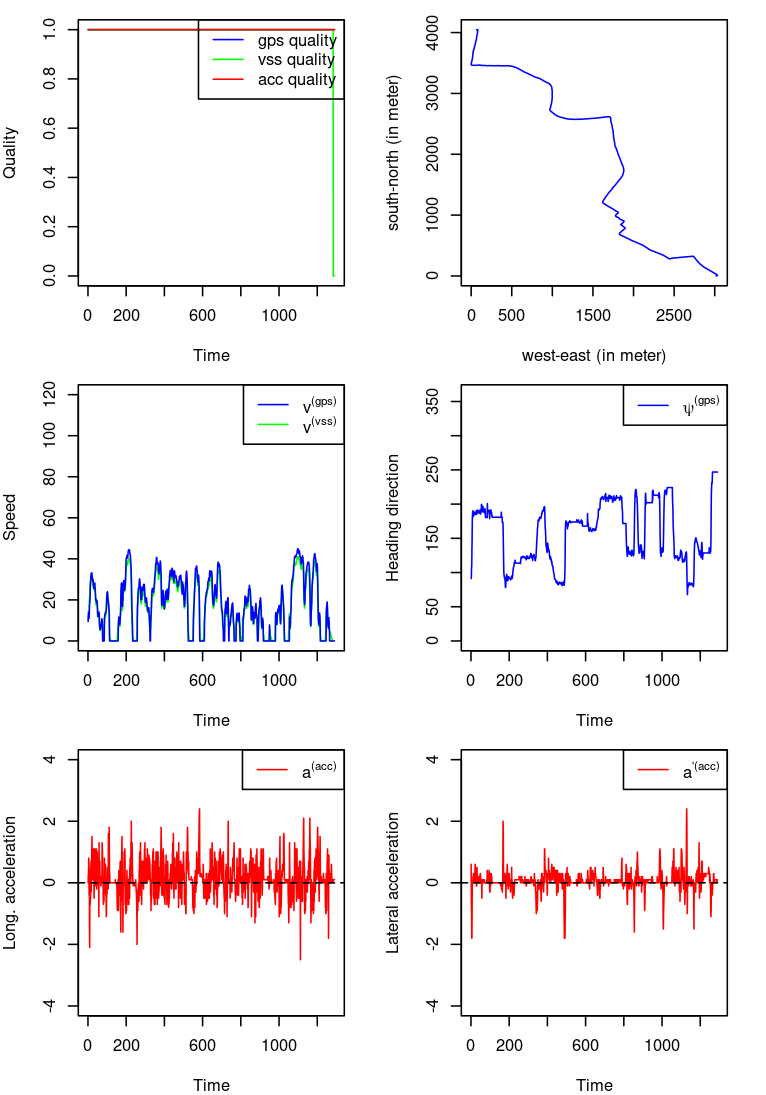 gps quality
vss quality
acc quality
Quality
0.0 0.2 0.4 0.6 0.8 1.0
0 200 600 1000
Time
south-north (in meter)
0 1000 2000 3000 4000
0 500 1500 2500
west-east (in meter)
v(gps)
v(vss)
Speed
0 20 40 60 80 100 120
0 200 600 1000
Time
ψ(gps)
Heading direction
0 50 150 250 350
0 200 600 1000
Time
a(acc)
Long. acceleration
-4 -2 0 2 4
0 200 600 1000
Time
a'(acc)
Lateral acceleration
-4 -2 0 2 4
0 200 600 1000
Time